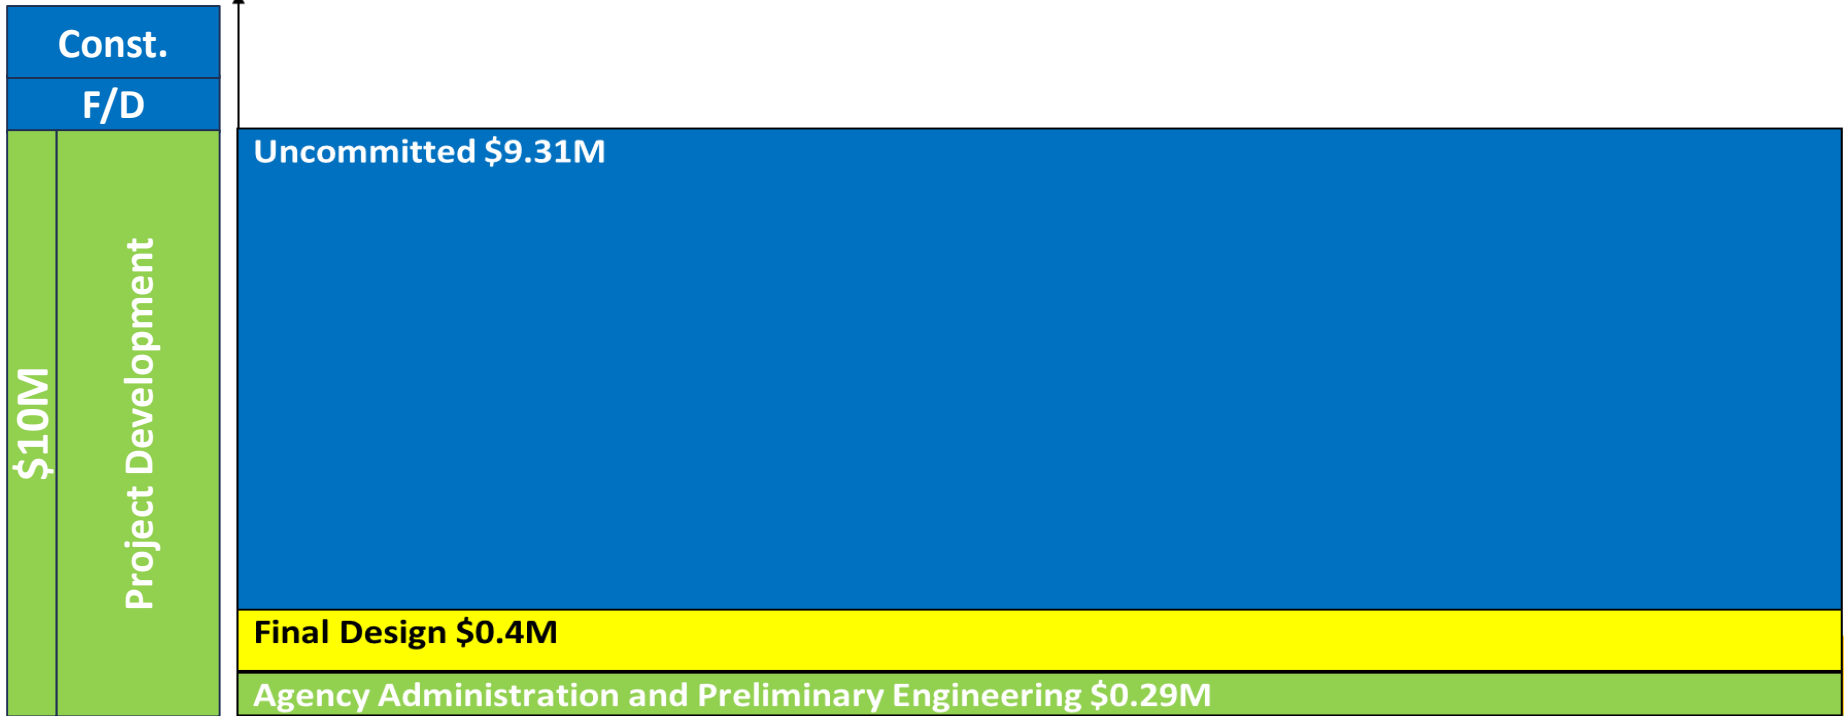 Const.
F/D
$10M
Project Development
Uncommitted $9.31M
Final Design $0.4M
Agency Administration and Preliminary Engineering $0.29M